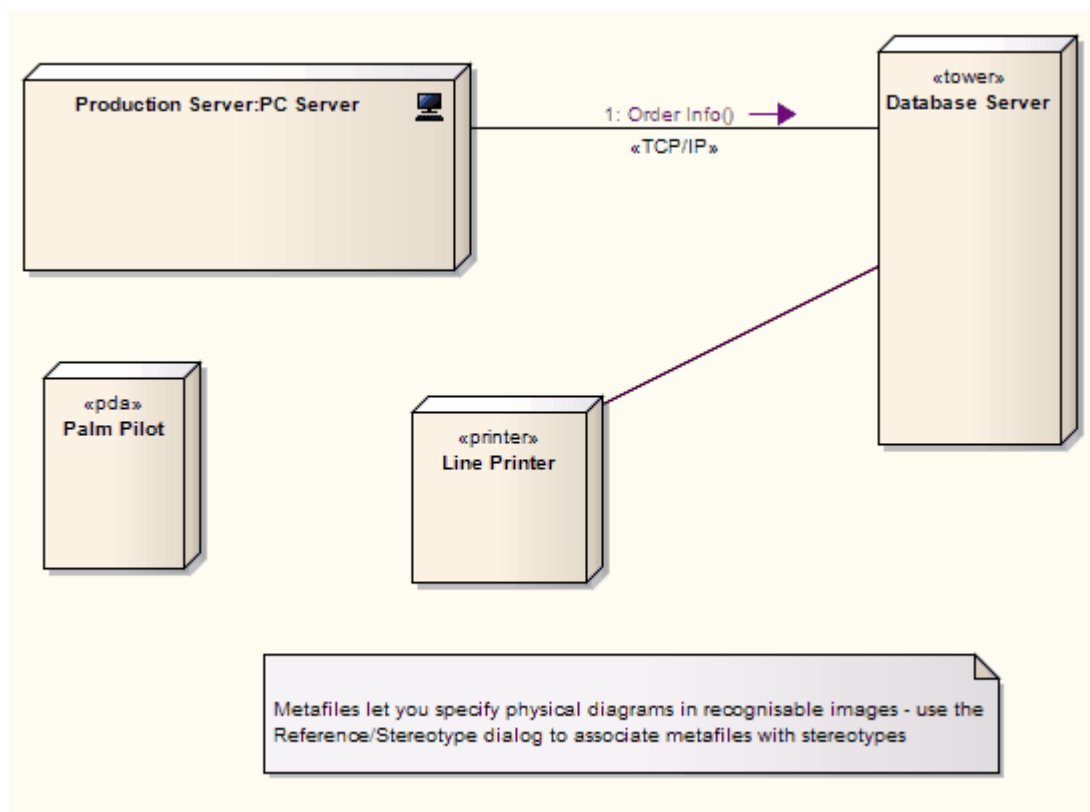 Production Server:PC Server
1: Order Info()
«TCP/IP»
«tower»
Database Server
«pda»
Palm Pilot
«printer»
Line Printer
Metafiles let you specify physical diagrams in recognisable images - use the
Reference/Stereotype dialog to associate metafiles with stereotypes